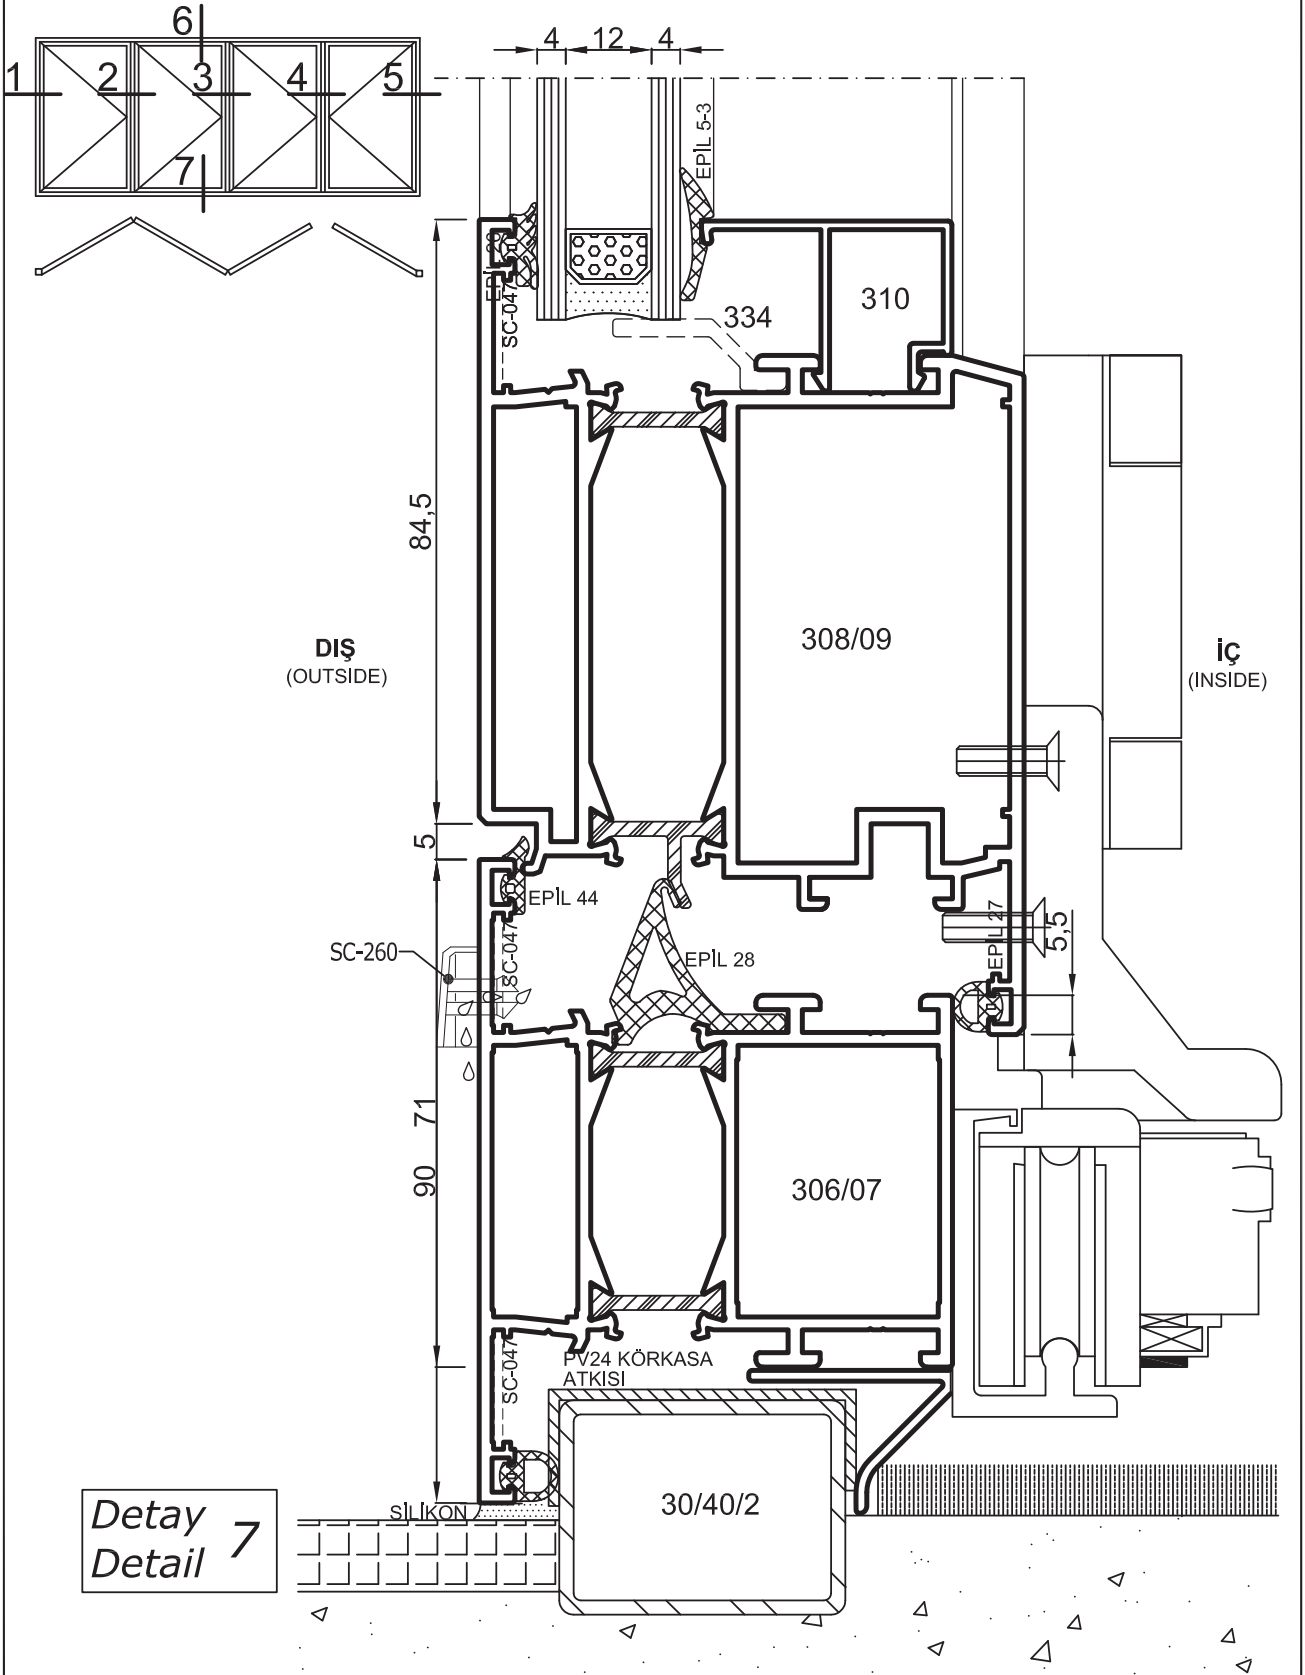 6
1 2 3 4 5
7
4 12 4
EPİL 5-3
SC-047
334
310
84,5
DIŞ
(OUTSIDE)
308/09
İÇ
(INSIDE)
5
EPİL 44
EPİL 27
5,5
SC-260
SC-047
EPİL 28
71
90
306/07
PV24 KÖRKASA
ATKISI
SC-047
30/40/2
SİLİKON
Detay
Detail 7